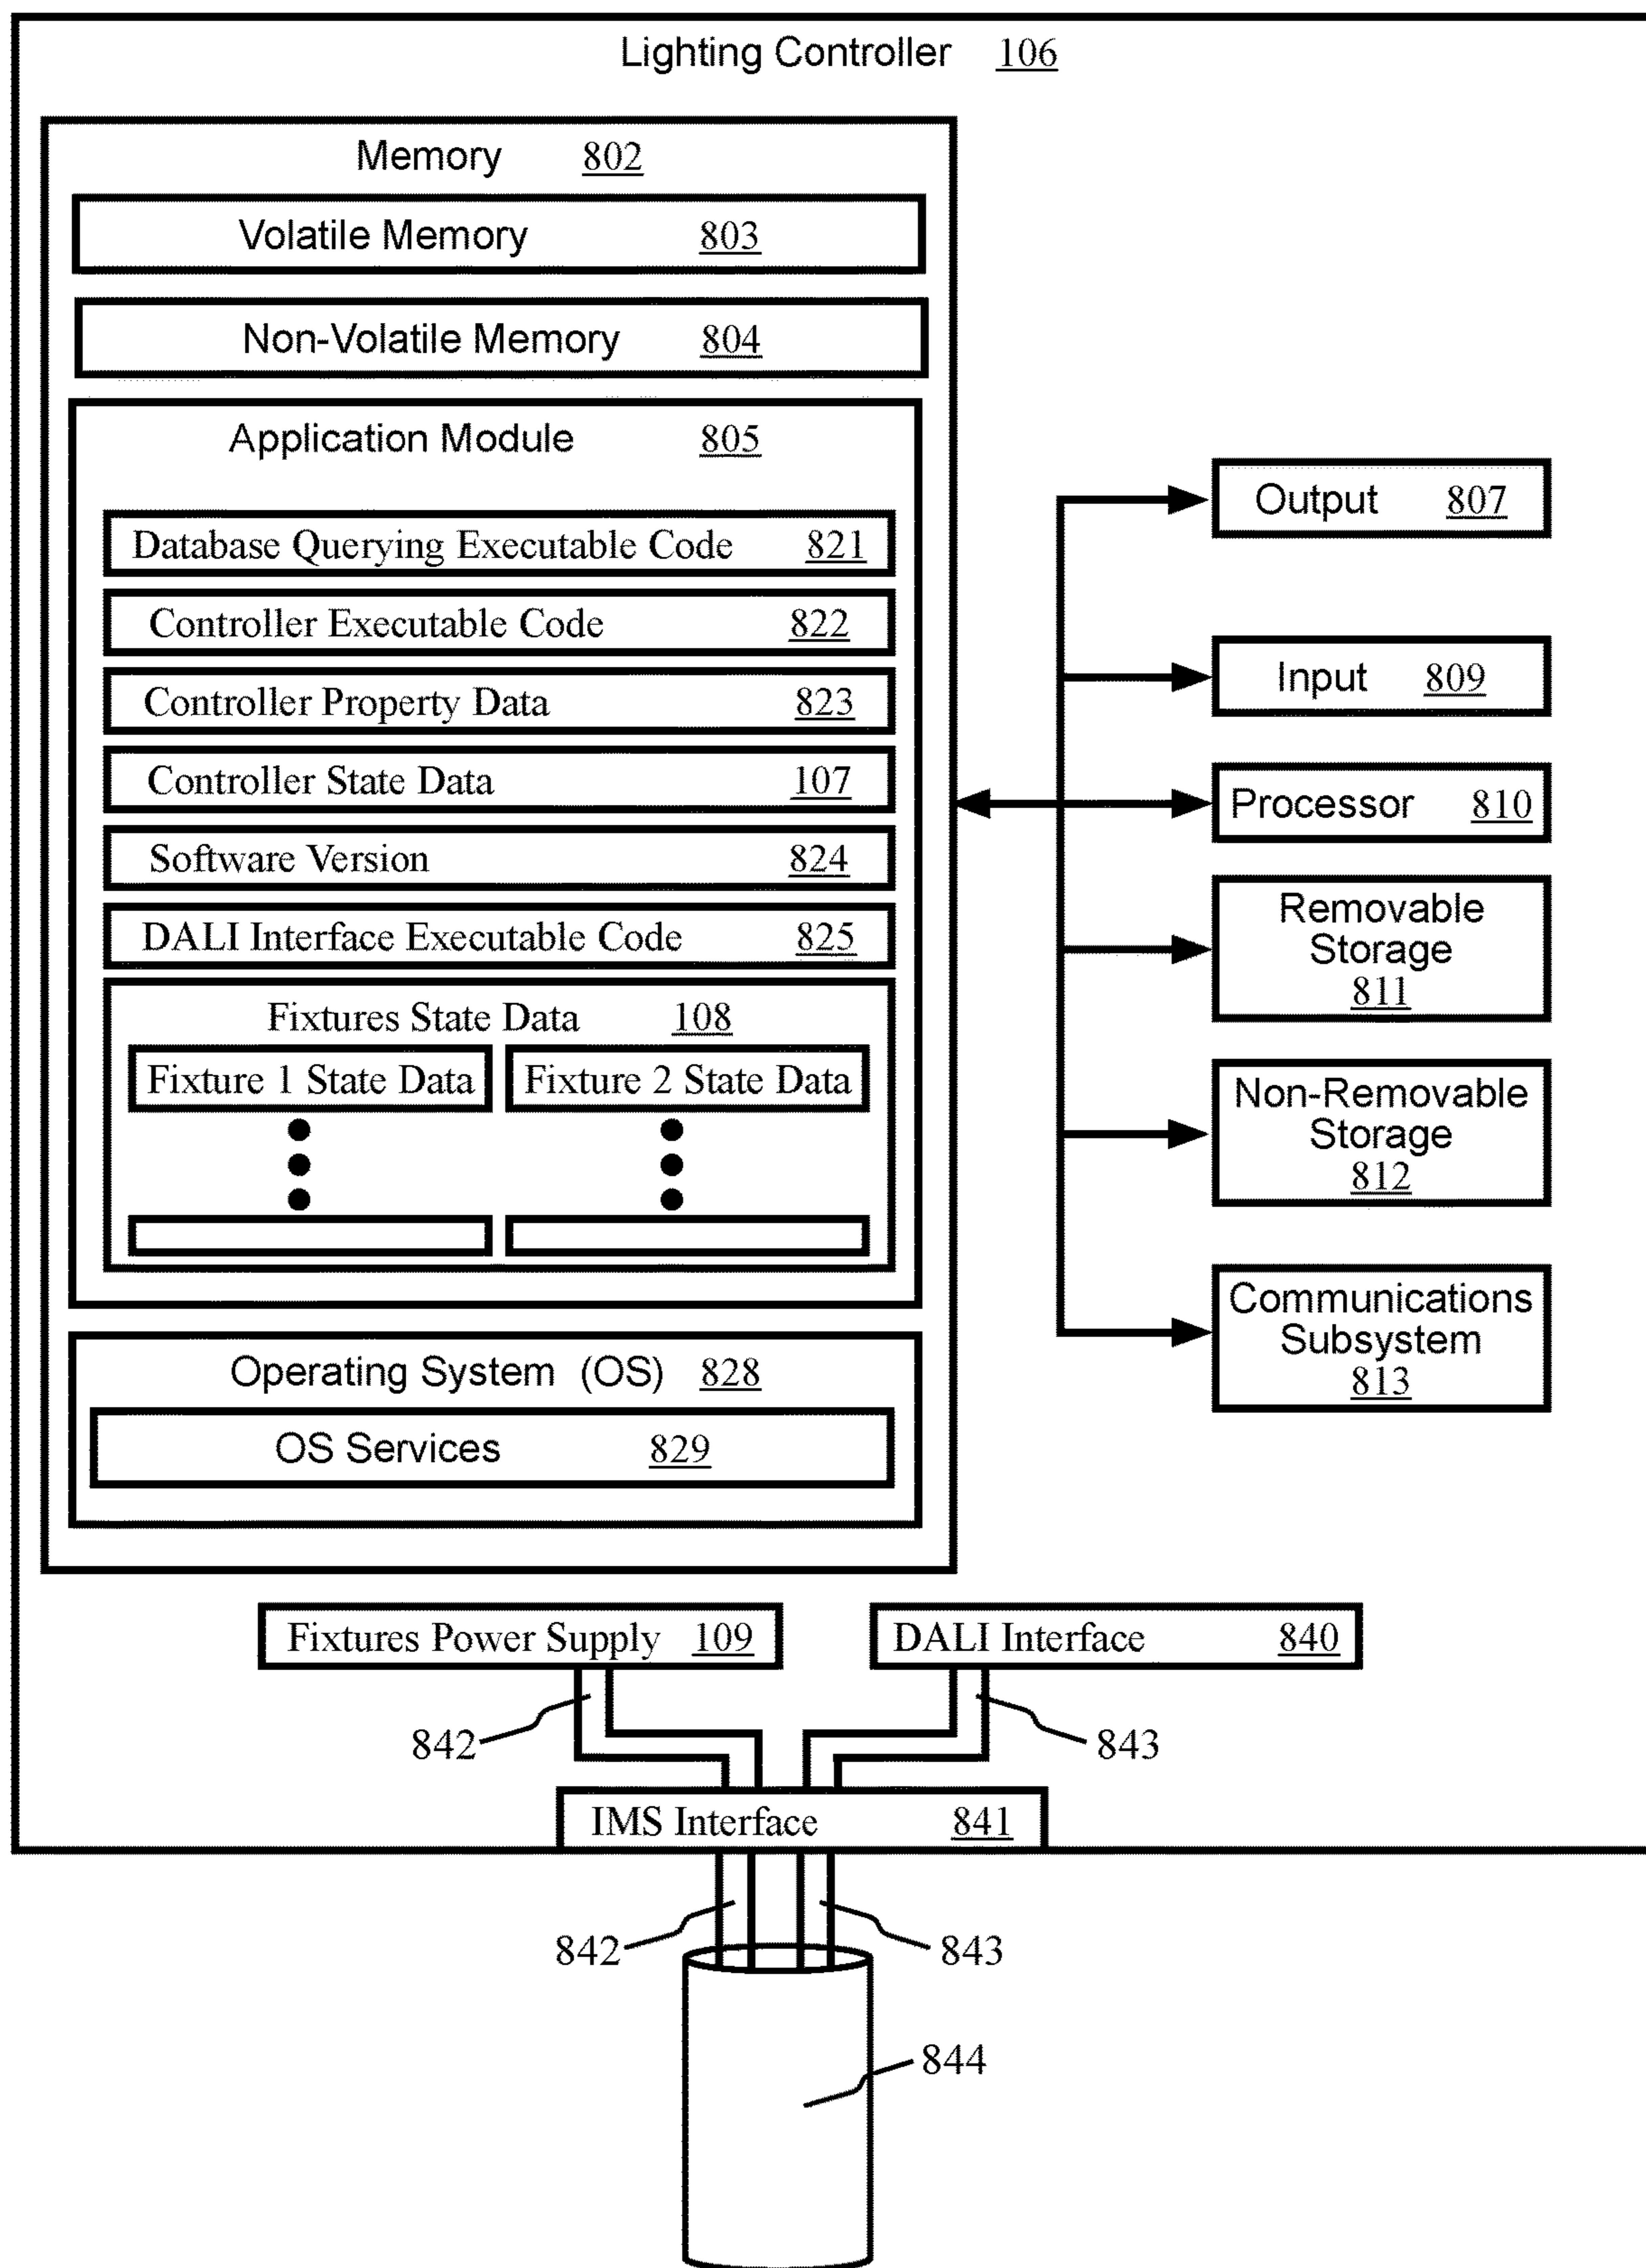 Lighting Controller 106
Memory 802
Volatile Memory 803
Non-Volatile Memory 804
Application Module 805
Database Querying Executable Code 821
Controller Executable Code 822
Controller Property Data 823
Controller State Data 107
Software Version 824
DALI Interface Executable Code 825
Fixtures State Data 108
Fixture 1 State Data
Fixture 2 State Data
Operating System (OS) 828
OS Services 829
Output 807
Input 809
Processor 810
Removable
Storage
811
Non-Removable
Storage
812
Communications
Subsystem
813
Fixtures Power Supply 109
DALI Interface 840
842
843
IMS Interface 841
842
843
844